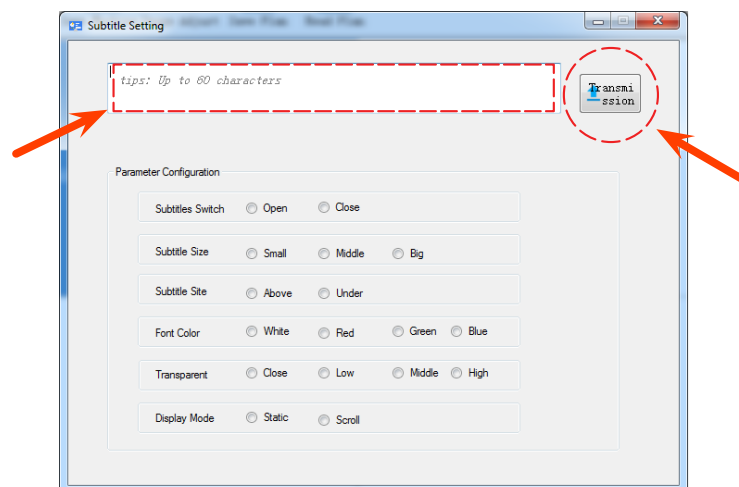 Subtitle Setting
tips: Up to 60 characters
Transmi
ssion
Parameter Configuration
Subtitles Switch Open Close
Subtitle Size Small Middle Big
Subtitle Site Above Under
Font Color White Red Green Blue
Transparent Close Low Middle High
Display Mode Static Scroll